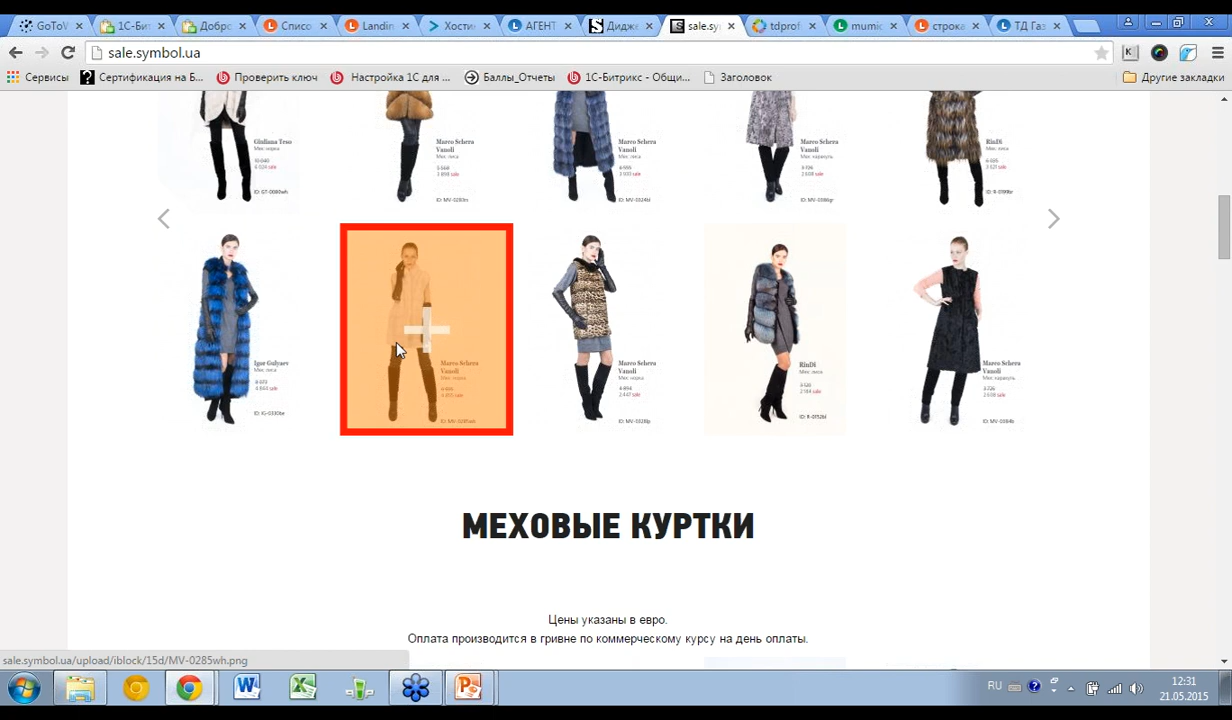 GoToW
1С-Бит
Добро
Списо
Landin
Хости
АГЕНТ
Дидже
sale.sy
tdprof
mumic
строка
ТД Газ
sale.symbol.ua
Сервисы
Сертификация на Б...
Проверить ключ
Настройка 1С для ...
Баллы_Отчеты
1С-Битрикс - Общи...
Заголовок
Другие закладки
Giuliana Teso
Marco Schera
Vanoli
Marco Schera
Vanoli
Marco Schera
Vanoli
RinDi
Igor Gulyaev
Marco Schera
Vanoli
Marco Schera
Vanoli
RinDi
Marco Schera
Vanoli
МЕХОВЫЕ КУРТКИ
Цены указаны в евро.
Оплата производится в гривне по коммерческому курсу на день оплаты.
sale.symbol.ua/upload/iblock/15d/MV-0285wh.png
RU
12:31
21.05.2015